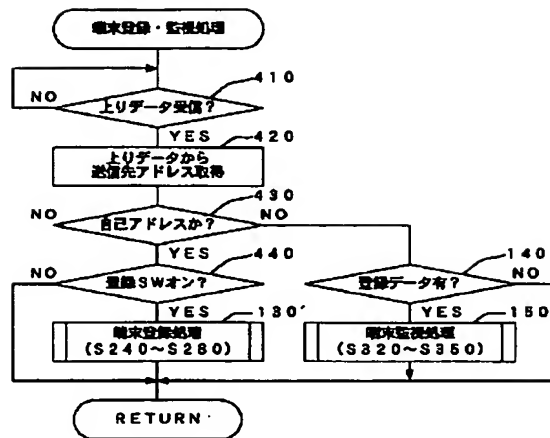 端末登録・監視処理
410
NO
上りデータ受信？
YES
420
上りデータから
送信先アドレス取得
430
NO
自己アドレスか？
NO
YES
440
140
NO
登録SWオン？
登録データ有？
NO
YES
130′
YES
150
端末登録処理
(S240～S280)
端末監視処理
(S320～S350)
RETURN